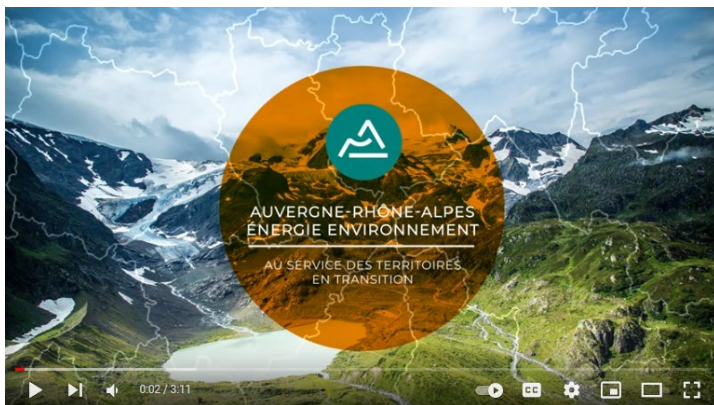 AUVERGNE-RHÔNE-ALPES
ÉNERGIE ENVIRONNEMENT
AU SERVICE DES TERRITOIRES
EN TRANSITION
0:02 / 3:11
CC